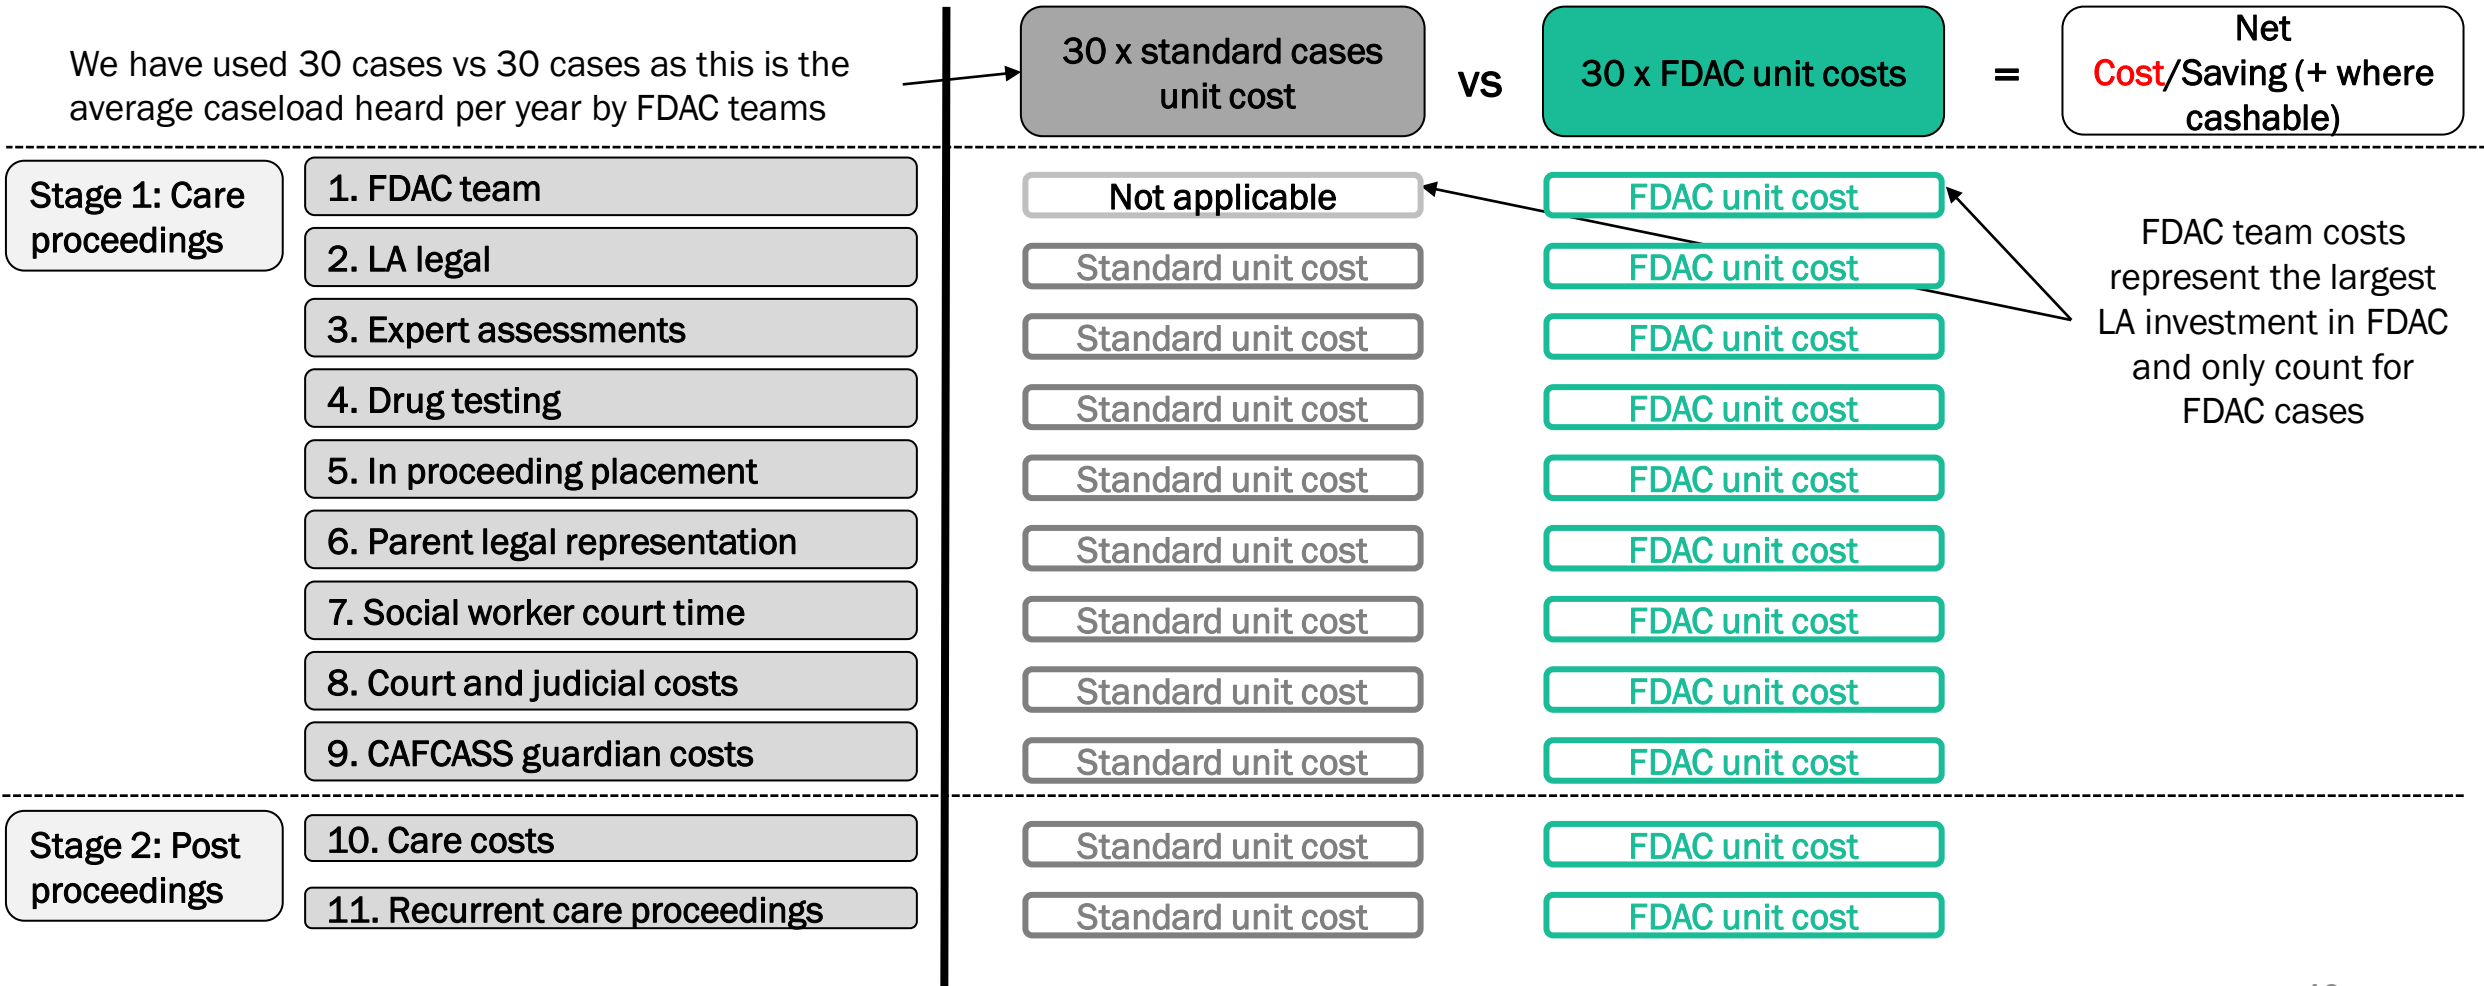 We have used 30 cases vs 30 cases as this is the
average caseload heard per year by FDAC teams
30 x standard cases
unit cost
vs
30 x FDAC unit costs
=
Net
Cost/Saving (+ where
cashable)
Stage 1: Care
proceedings
1. FDAC team
Not applicable
FDAC unit cost
2. LA legal
Standard unit cost
FDAC unit cost
3. Expert assessments
Standard unit cost
FDAC unit cost
4. Drug testing
Standard unit cost
FDAC unit cost
5. In proceeding placement
Standard unit cost
FDAC unit cost
6. Parent legal representation
Standard unit cost
FDAC unit cost
7. Social worker court time
Standard unit cost
FDAC unit cost
8. Court and judicial costs
Standard unit cost
FDAC unit cost
9. CAFCASS guardian costs
Standard unit cost
FDAC unit cost
FDAC team costs
represent the largest
LA investment in FDAC
and only count for
FDAC cases
Stage 2: Post
proceedings
10. Care costs
Standard unit cost
FDAC unit cost
11. Recurrent care proceedings
Standard unit cost
FDAC unit cost